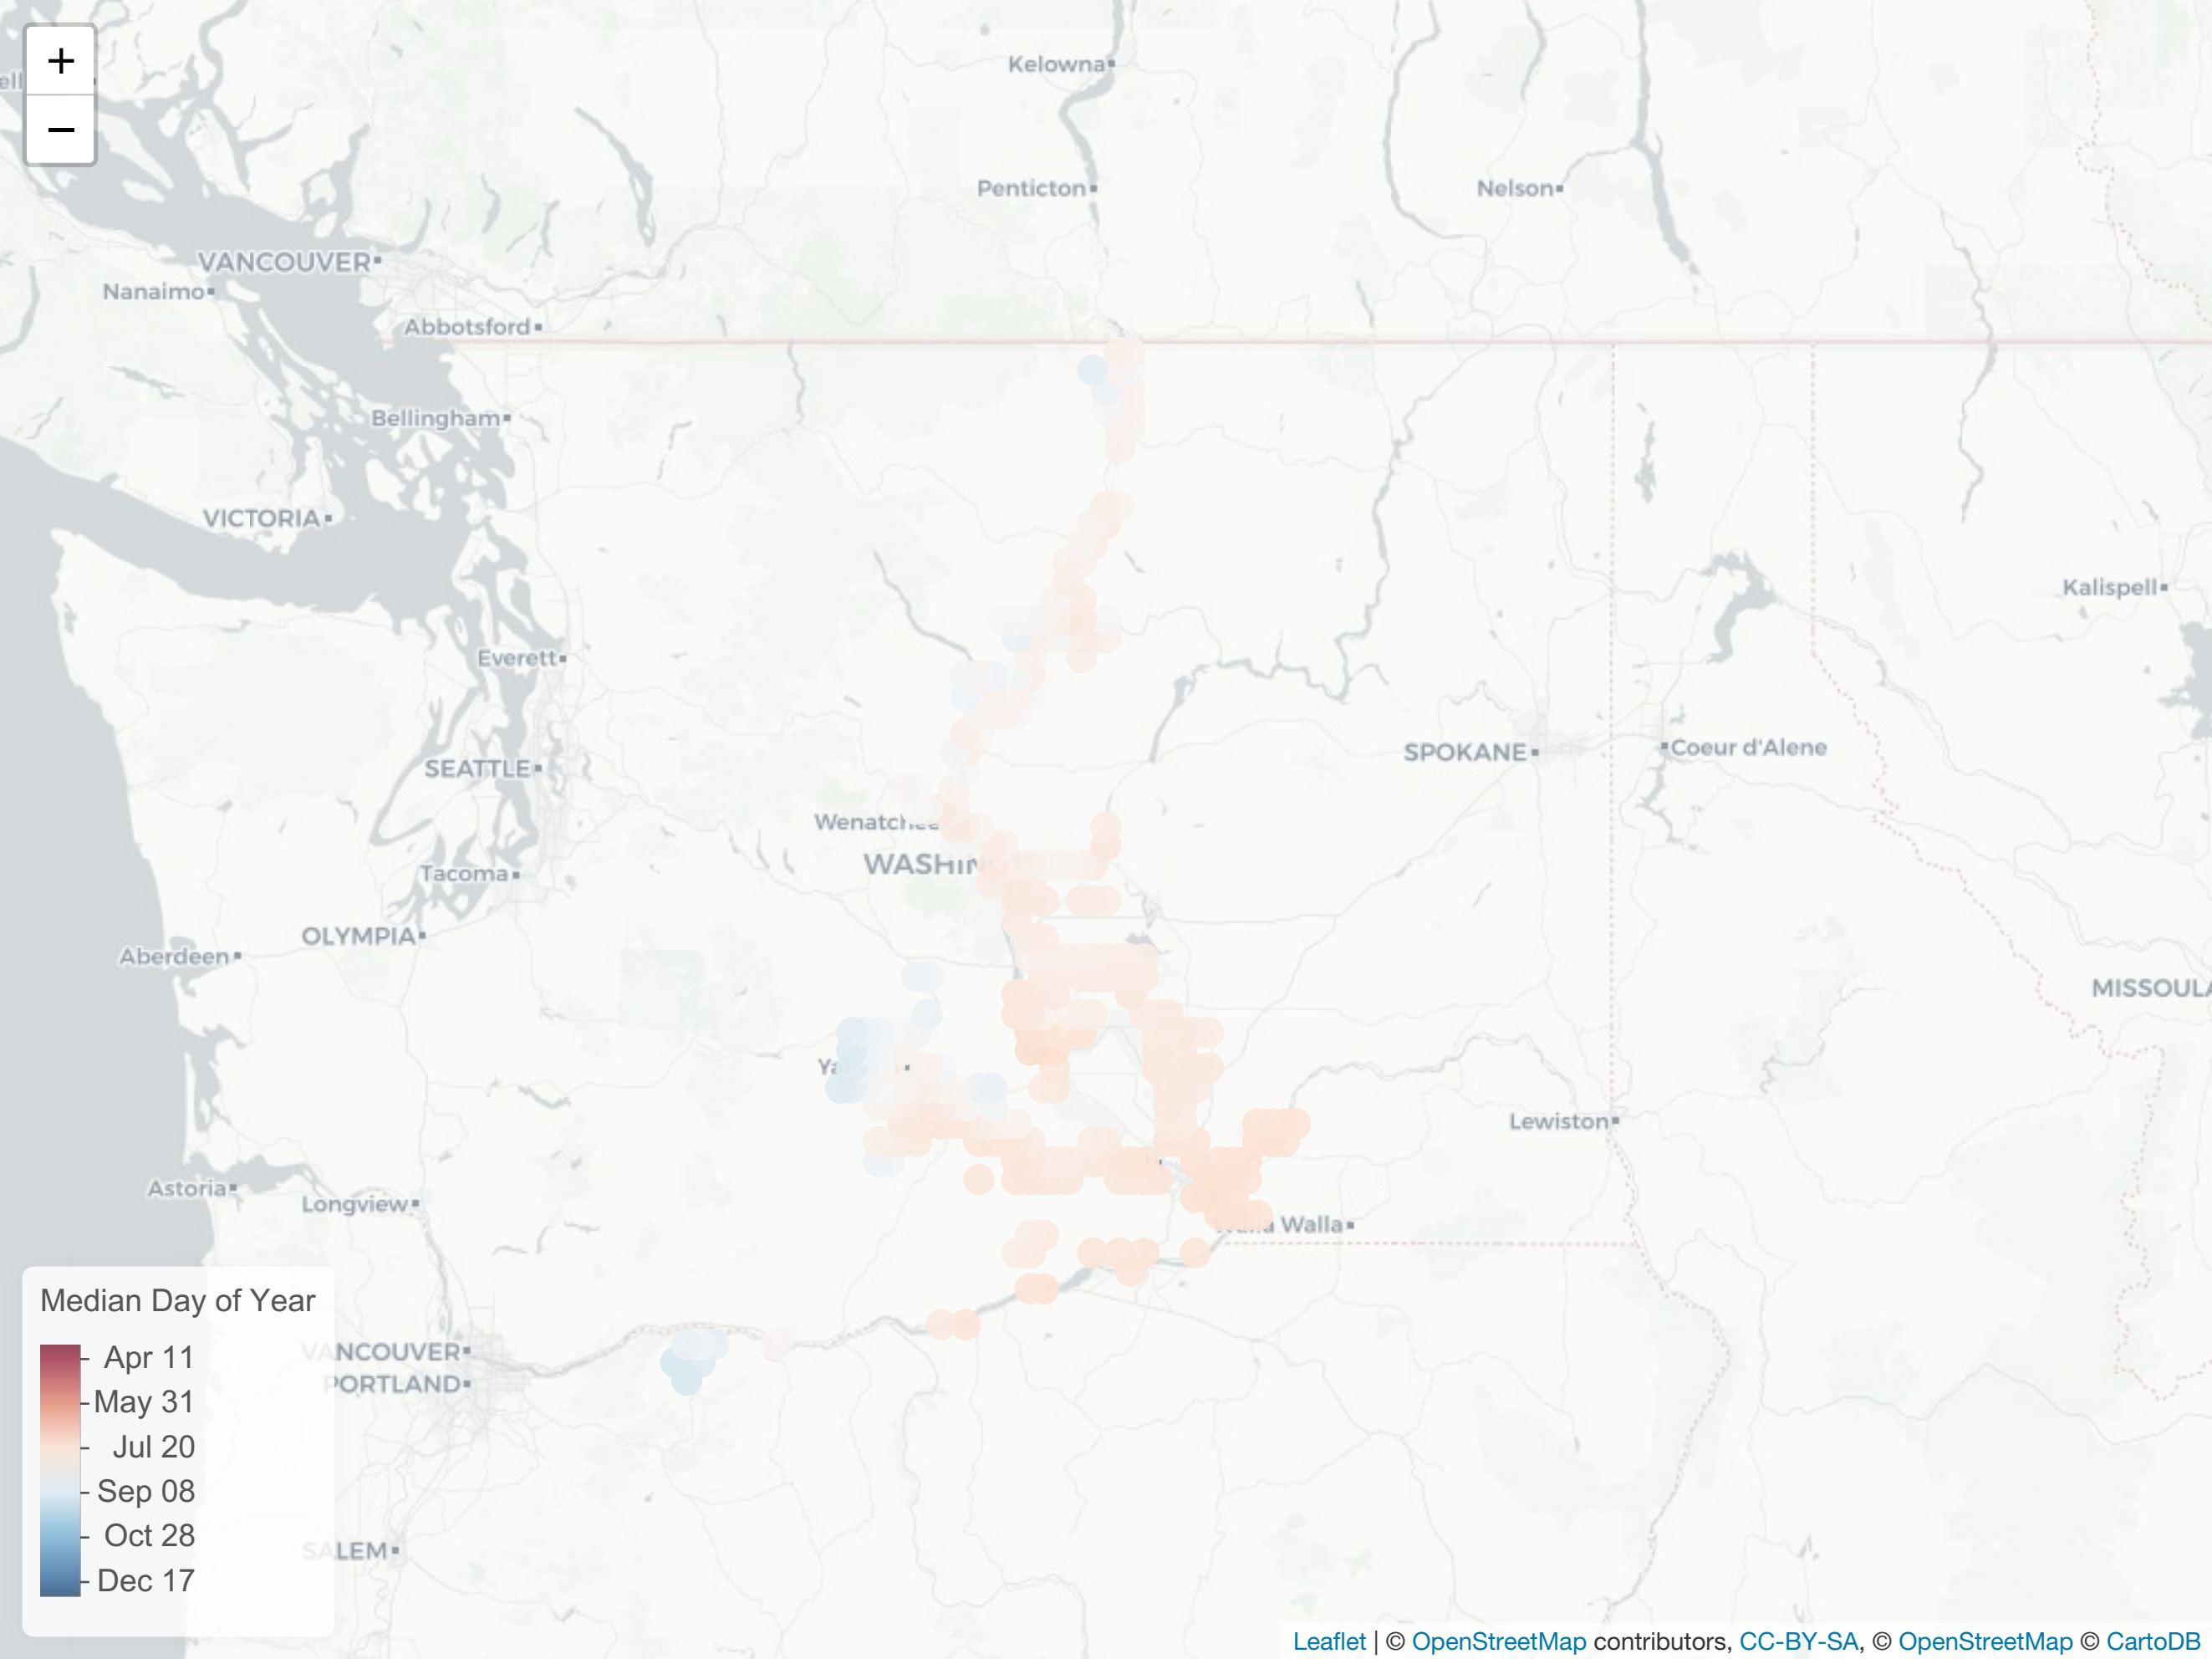 +
Kelowna
−
Penticton
Nelson
VANCOUVER
Nanaimo
Abbotsford
Bellingham
VICTORIA
Kalispell
Everett
SPOKANE
Coeur d'Alene
SEATTLE
Tacoma
OLYMPIA
Aberdeen
MISSOULA
Lewiston
Astoria
Longview
Walla
Median Day of Year
VANCOUVER
Apr 11
PORTLAND
May 31
Jul 20
Sep 08
Oct 28
SALEM
Dec 17
Leaflet | © OpenStreetMap contributors, CC-BY-SA, © OpenStreetMap © CartoDB